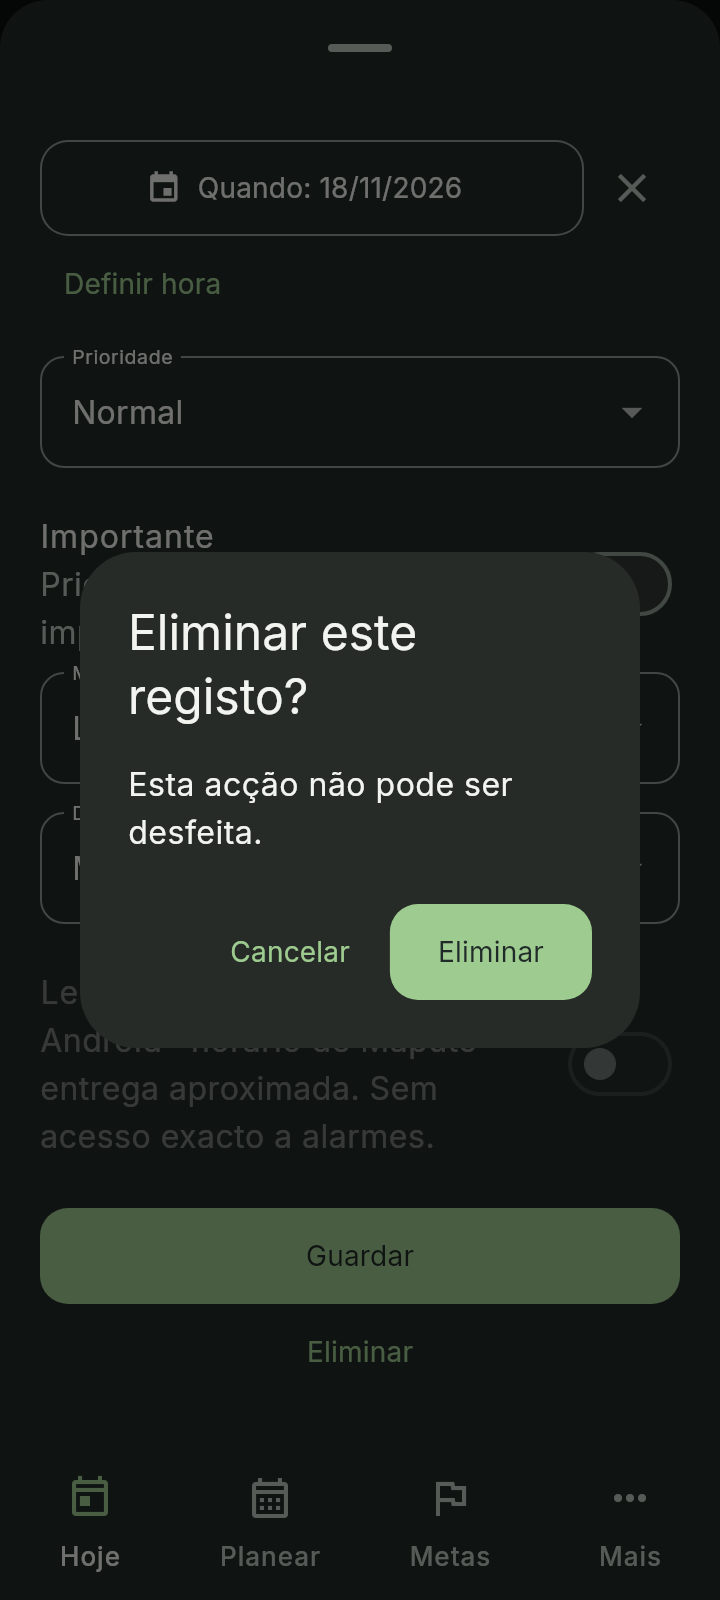 Quando: 18/11/2026
Definir hora
Prioridade
Normal
Importante
Eliminar este
registo?
Esta acção não pode ser
desfeita.
Cancelar
Eliminar
entrega aproximada. Sem
acesso exacto a alarmes.
Guardar
Eliminar
Hoje
Planear
Metas
Mais